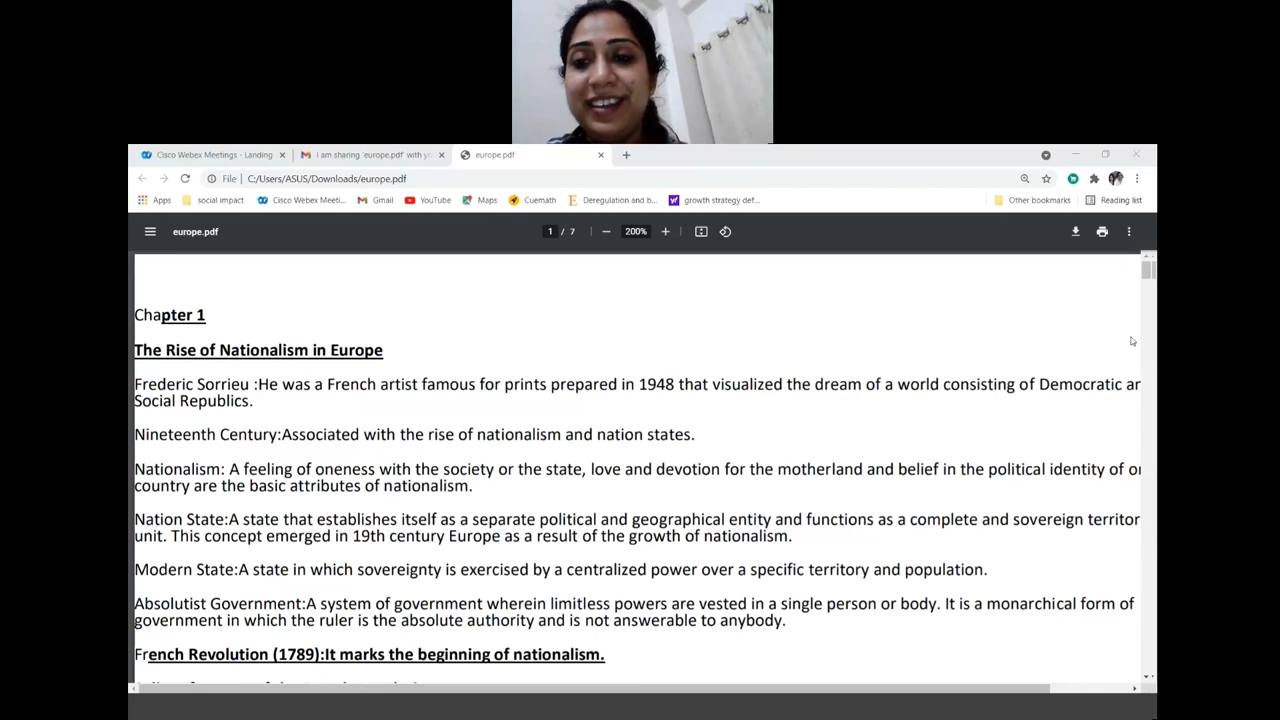 Cisco Webex Meetings - Landing
I am sharing 'europe.pdf' with y
europe.pdf
File | C:/Users/ASUS/Downloads/europe.pdf
Apps social impact Cisco Webex Meeti... Gmail YouTube Maps Cuemath Deregulation and b... growth strategy def... Other bookmarks Reading list
europe.pdf 1 / 7 200%
Chapter 1
The Rise of Nationalism in Europe
Frederic Sorrieu :He was a French artist famous for prints prepared in 1948 that visualized the dream of a world consisting of Democratic ar
Social Republics.
Nineteenth Century:Associated with the rise of nationalism and nation states.
Nationalism: A feeling of oneness with the society or the state, love and devotion for the motherland and belief in the political identity of
country are the basic attributes of nationalism.
Nation State:A state that establishes itself as a separate political and geographical entity and functions as a complete and sovereign territor
unit. This concept emerged in 19th century Europe as a result of the growth of nationalism.
Modern State:A state in which sovereignty is exercised by a centralized power over a specific territory and population.
Absolutist Government:A system of government wherein limitless powers are vested in a single person or body. It is a monarchical form of
government in which the ruler is the absolute authority and is not answerable to anybody.
French Revolution (1789):It marks the beginning of nationalism.